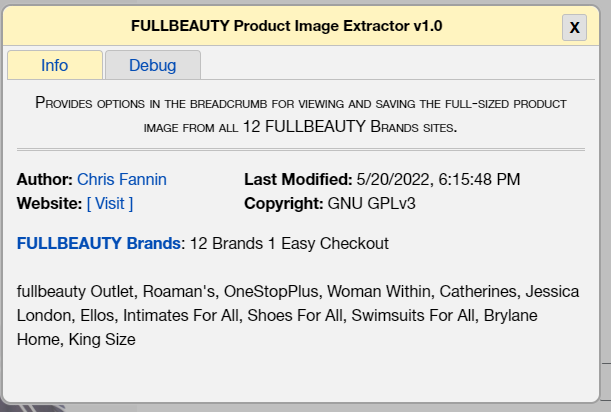 FULLBEAUTY Product Image Extractor v1.0
X
Info
Debug
Provides options in the breadcrumb for viewing and saving the full-sized product
image from all 12 FULLBEAUTY Brands sites.
Author: Chris Fannin
Last Modified: 5/20/2022, 6:15:48 PM
Website: [ Visit ]
Copyright: GNU GPLv3
FULLBEAUTY Brands: 12 Brands 1 Easy Checkout
fullbeauty Outlet, Roaman's, OneStopPlus, Woman Within, Catherines, Jessica
London, Ellos, Intimates For All, Shoes For All, Swimsuits For All, Brylane
Home, King Size